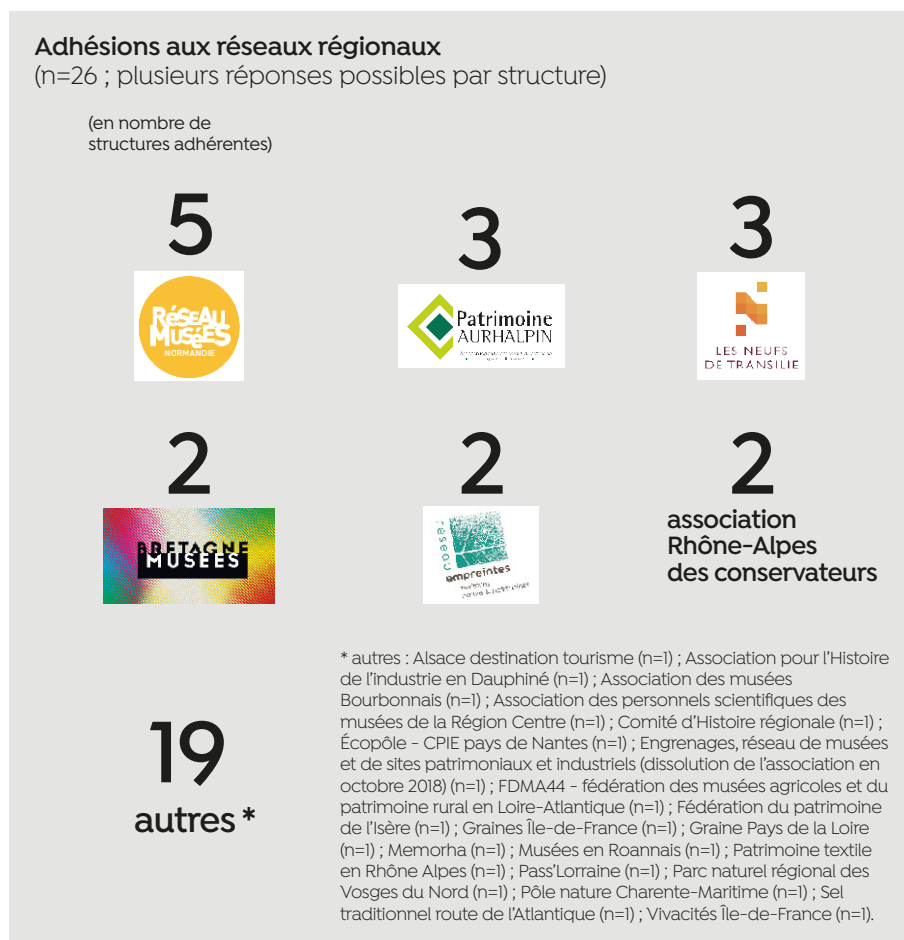 Adhésions aux réseaux régionaux
(n=26 ; plusieurs réponses possibles par structure)
(en nombre de
structures adhérentes)
5
RéSEAU
MUSéES
NORMANDIE
3
Patrimoine
AURHALPIN
3
LES NEUFS
DE TRANSILIE
2
BRETAGNE
MUSÉES
2
réseau
empreintes
2
association
Rhône-Alpes
des conservateurs
19
autres *
* autres : Alsace destination tourisme (n=1) ; Association pour l’Histoire
de l’industrie en Dauphiné (n=1) ; Association des musées
Bourbonnais (n=1) ; Association des personnels scientifiques des
musées de la Région Centre (n=1) ; Comité d’Histoire régionale (n=1) ;
Écopôle - CPIE pays de Nantes (n=1) ; Engrenages, réseau de musées
et de sites patrimoniaux et industriels (dissolution de l’association en
octobre 2018) (n=1) ; FDMA44 - fédération des musées agricoles et du
patrimoine rural en Loire-Atlantique (n=1) ; Fédération du patrimoine
de l’Isère (n=1) ; Graines Île-de-France (n=1) ; Graine Pays de la Loire
(n=1) ; Memorha (n=1) ; Musées en Roannais (n=1) ; Patrimoine textile
en Rhône Alpes (n=1) ; Pass’Lorraine (n=1) ; Parc naturel régional des
Vosges du Nord (n=1) ; Pôle nature Charente-Maritime (n=1) ; Sel
traditionnel route de l’Atlantique (n=1) ; Vivacités Île-de-France (n=1).